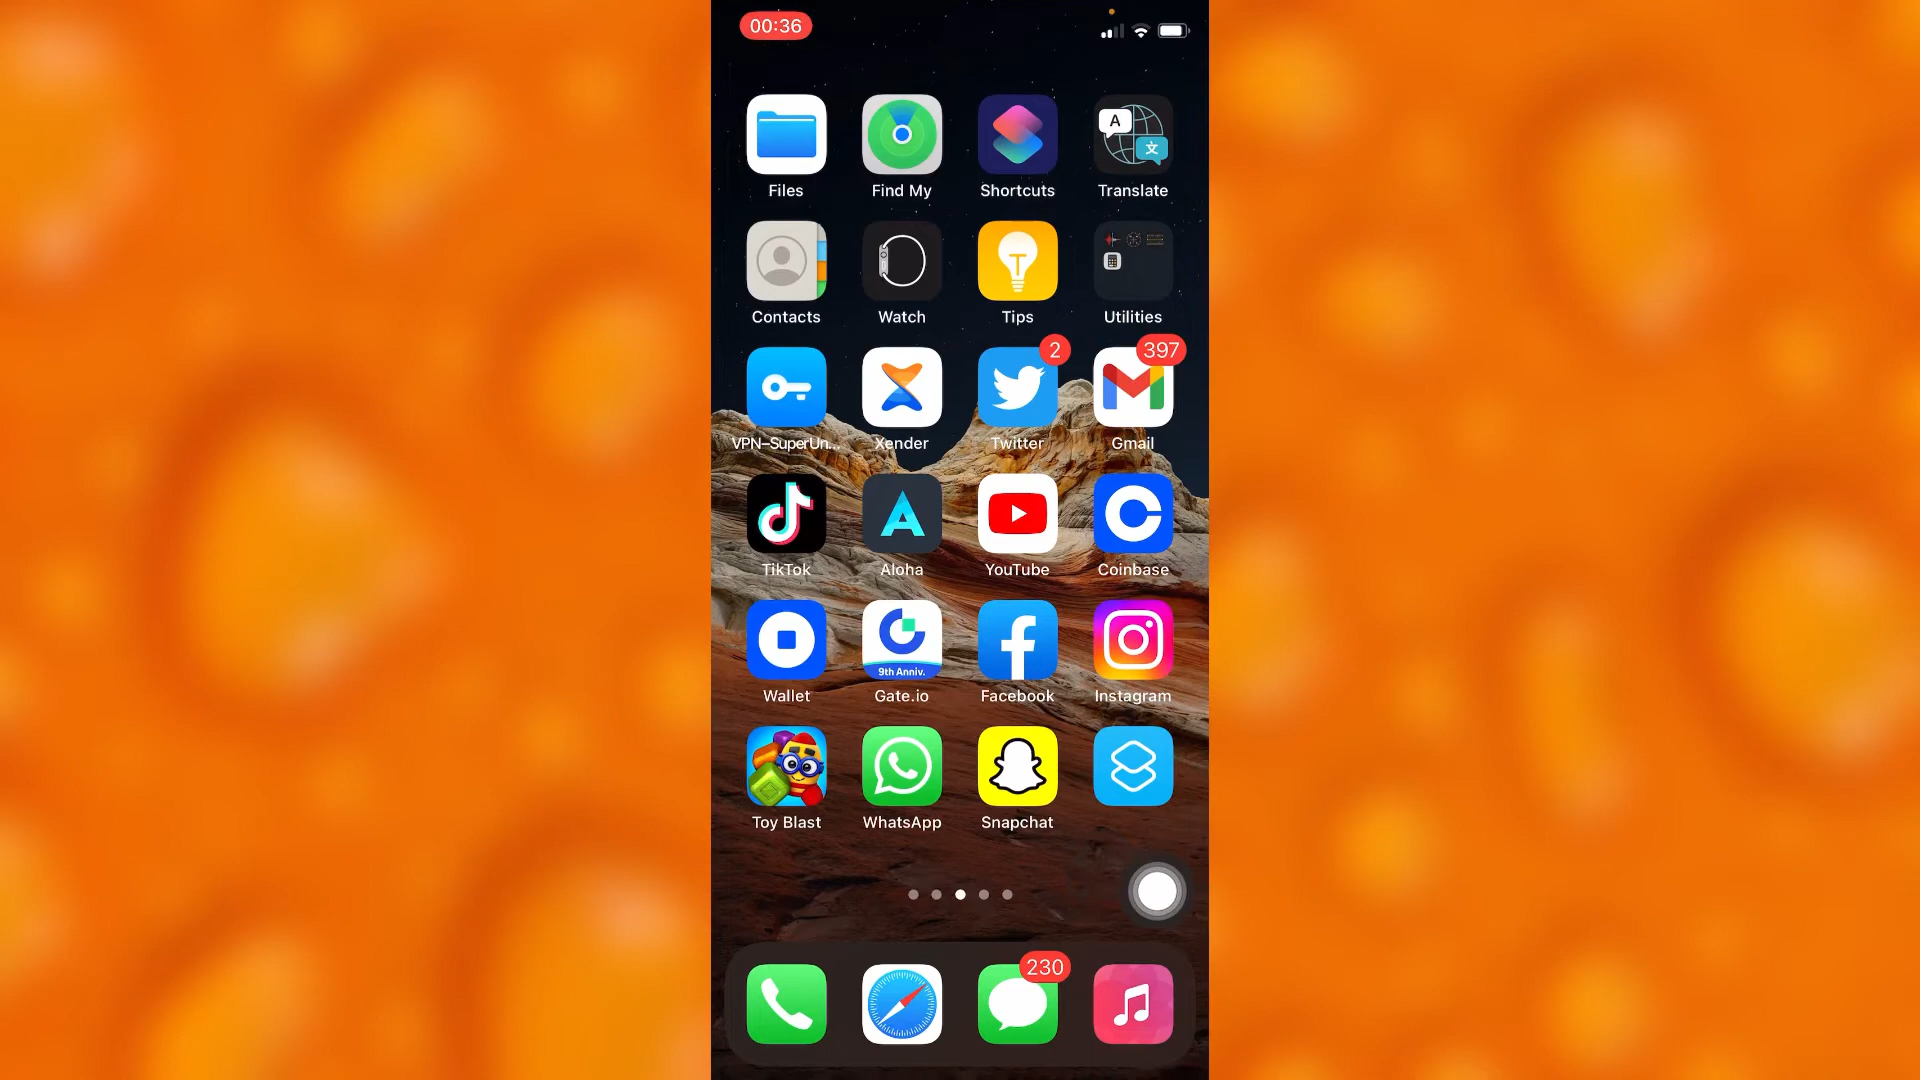 00:36
Files Find My Shortcuts Translate
A 文
Contacts Watch Tips Utilities
2 397
VPN-SuperUn... Xender Twitter Gmail
TikTok Aloha YouTube Coinbase
9th Anniv.
Wallet Gate.io Facebook Instagram
Toy Blast WhatsApp Snapchat
230